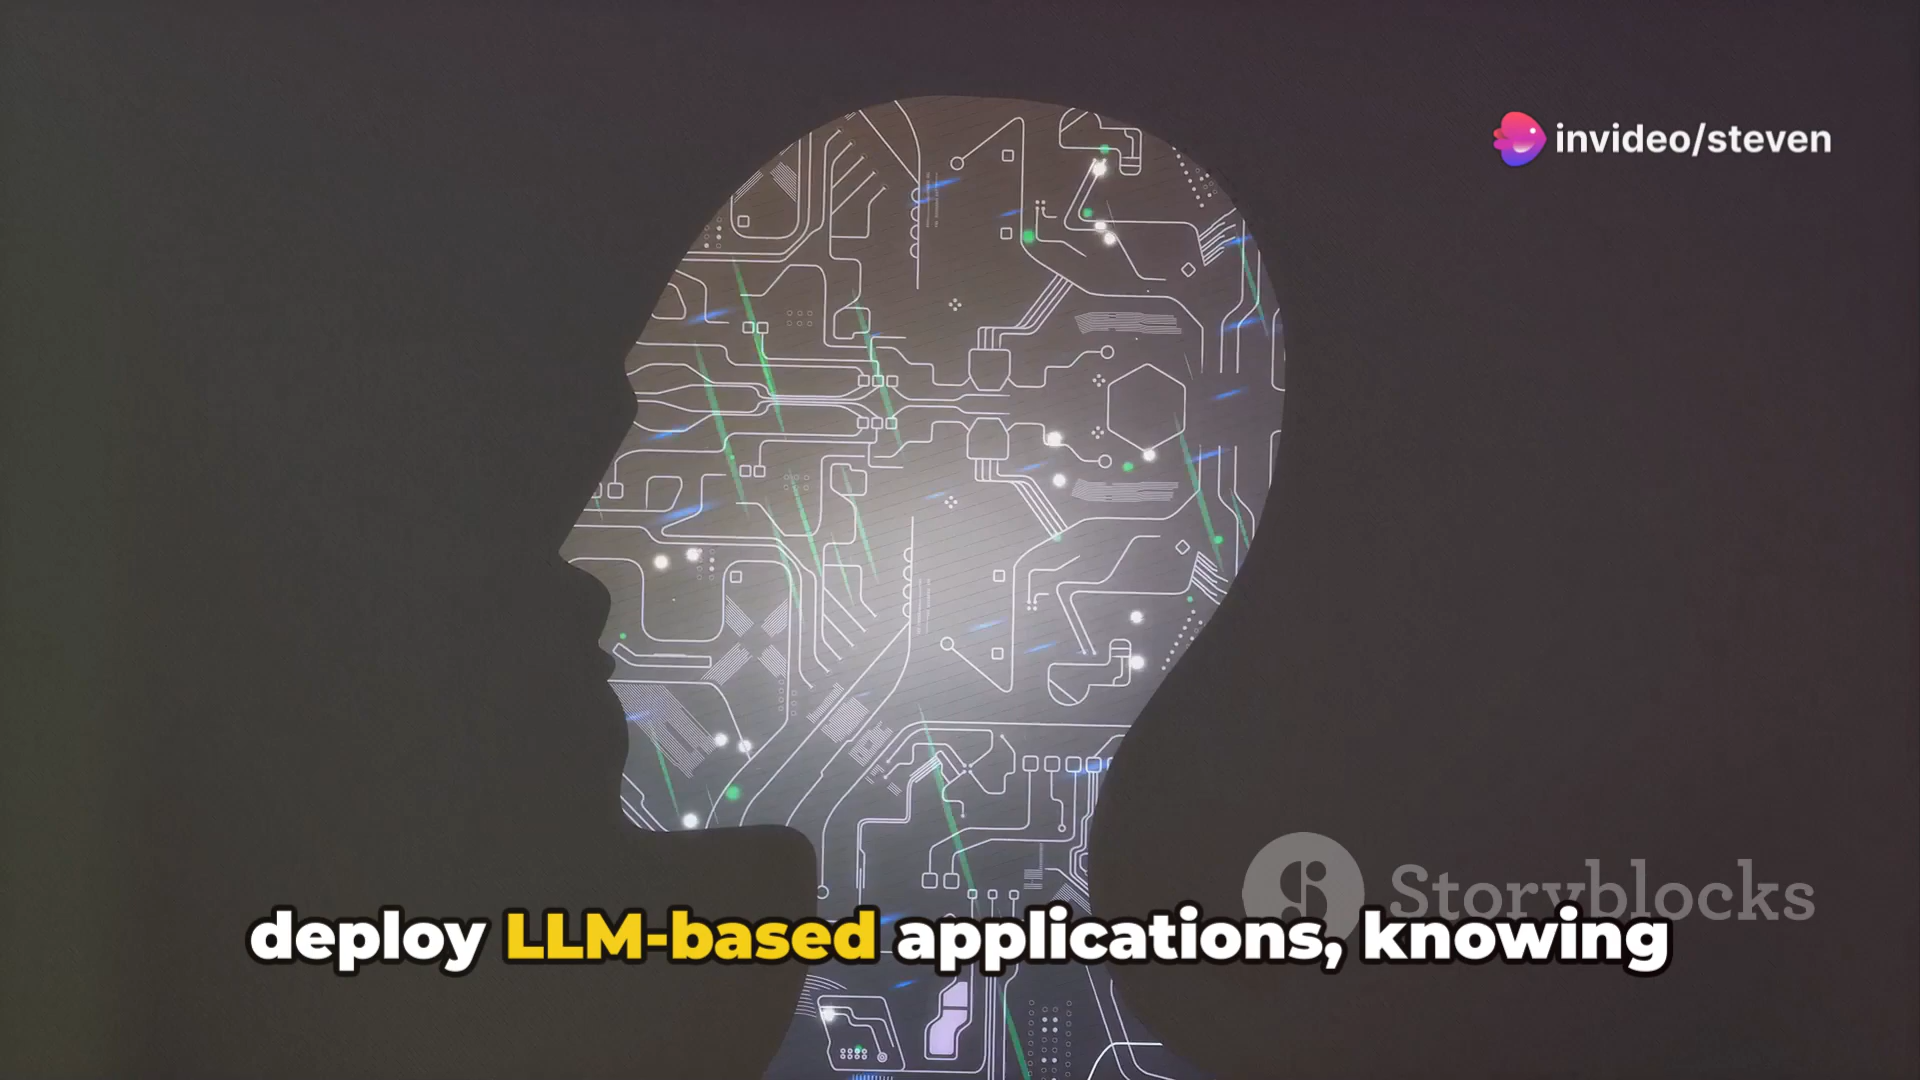 invideo/steven
Storyblocks
deploy LLM-based applications, knowing